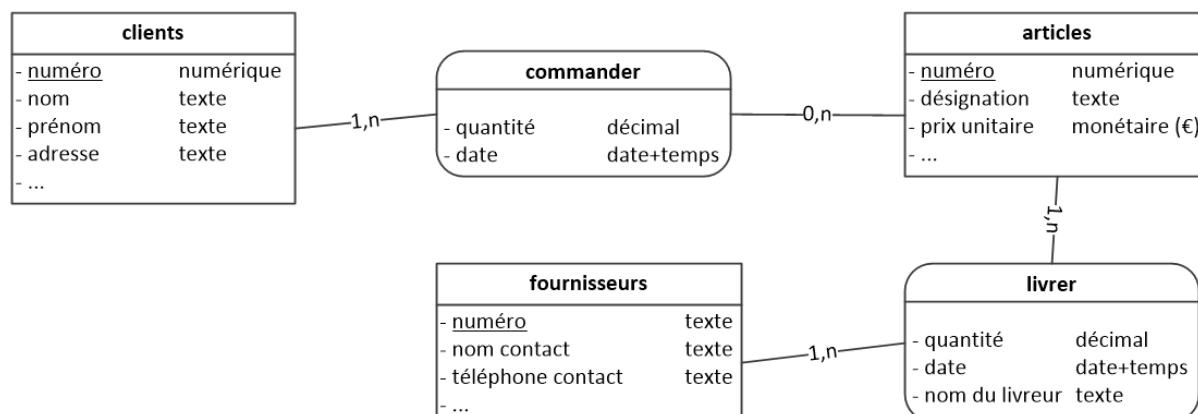 clients
- numéro numérique
- nom texte
- prénom texte
- adresse texte
- ...
1,n
commander
- quantité décimal
- date date+temps
0,n
articles
- numéro numérique
- désignation texte
- prix unitaire monétaire (€)
- ...
1,n
fournisseurs
- numéro texte
- nom contact texte
- téléphone contact texte
- ...
1,n
livrer
- quantité décimal
- date date+temps
- nom du livreur texte